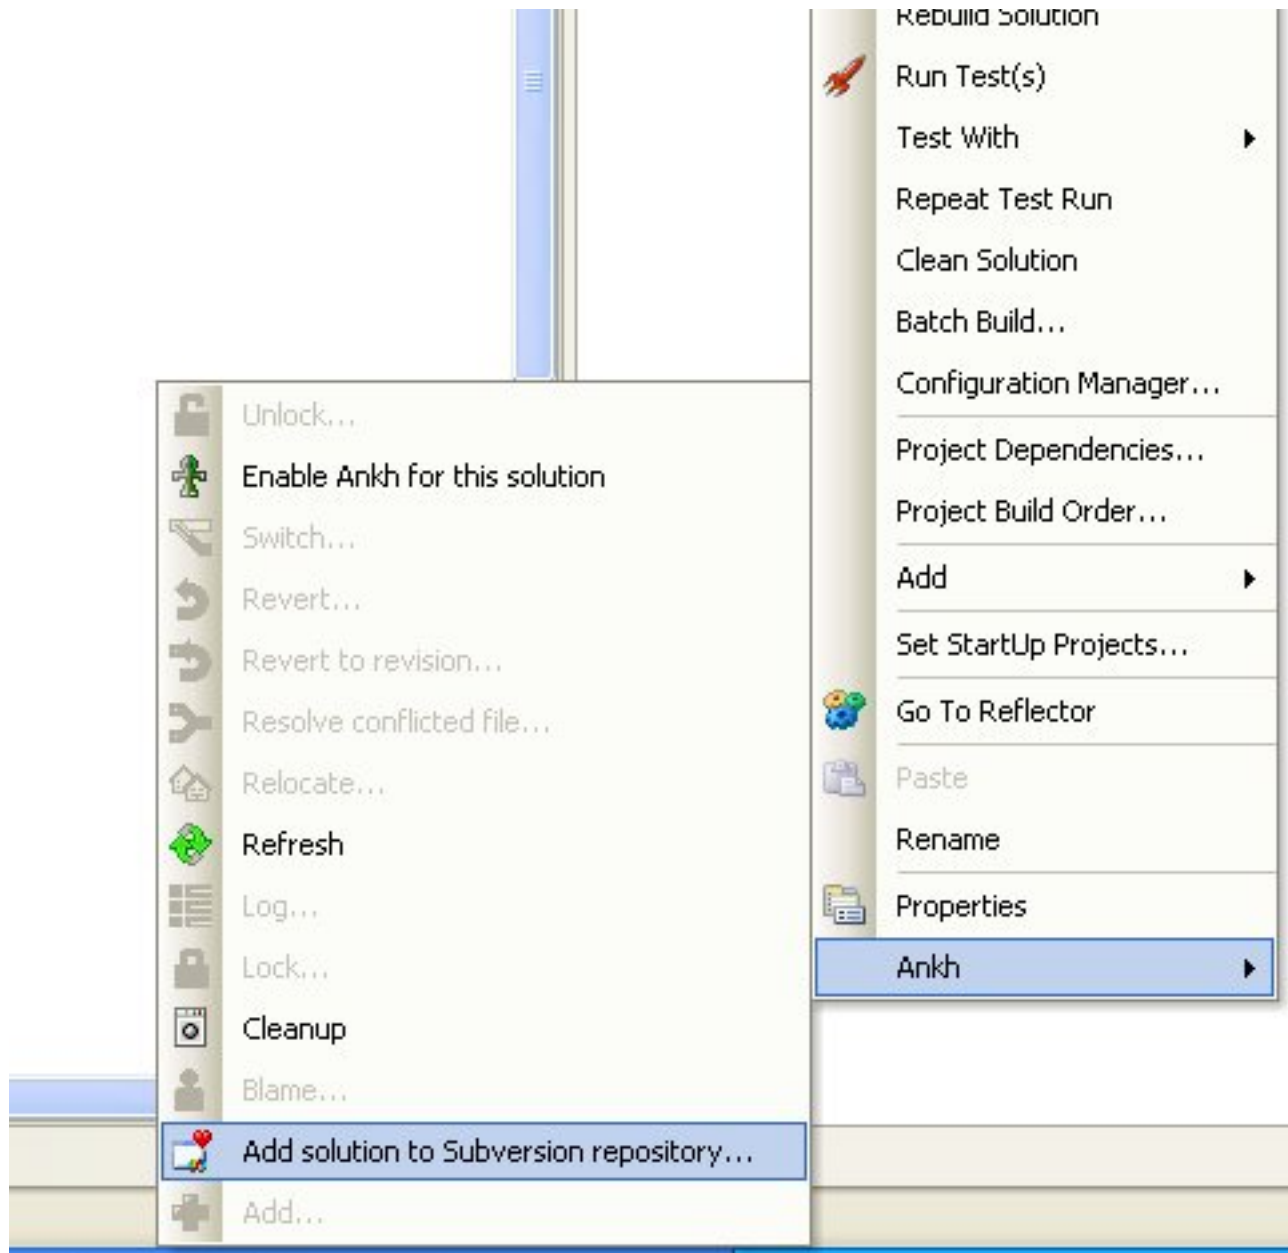 Rebuild Solution
Run Test(s)
Test With
Repeat Test Run
Clean Solution
Batch Build...
Configuration Manager...
Project Dependencies...
Project Build Order...
Add
Set StartUp Projects...
Go To Reflector
Paste
Rename
Properties
Ankh
Unlock...
Enable Ankh for this solution
Switch...
Revert...
Revert to revision...
Resolve conflicted file...
Relocate...
Refresh
Log...
Lock...
Cleanup
Blame...
Add solution to Subversion repository...
Add...